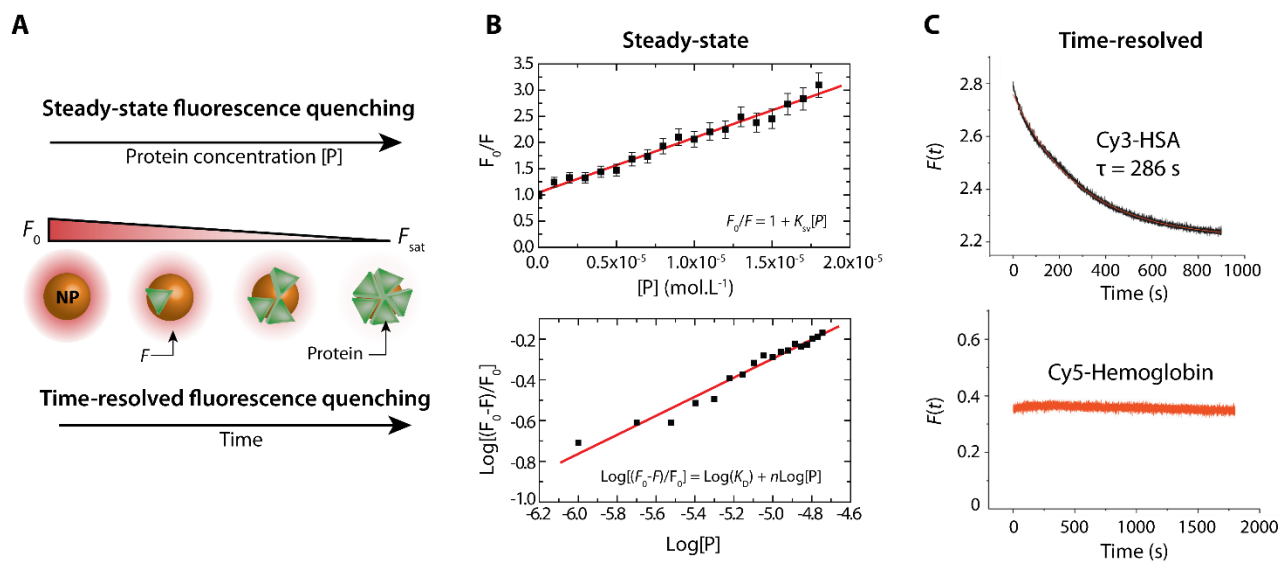 A
Steady-state fluorescence quenching
Protein concentration [P]
F₀
Fsat
NP
F
Protein
Time-resolved fluorescence quenching
Time
B
Steady-state
F₀/F
3.5
3.0
2.5
2.0
1.5
1.0
0.5
0.0
F₀/F = 1 + Ksv[P]
0.0 0.5x10⁻⁵ 1.0x10⁻⁵ 1.5x10⁻⁵ 2.0x10⁻⁵
[P] (mol.L⁻¹)
Log[(F₀-F)/F₀]
-0.2
-0.4
-0.6
-0.8
-1.0
Log[(F₀-F)/F₀] = Log(KD) + nLog[P]
-6.2 -6.0 -5.8 -5.6 -5.4 -5.2 -5.0 -4.8 -4.6
Log[P]
C
Time-resolved
F(t)
2.8
2.6
2.4
2.2
Cy3-HSA
τ = 286 s
0 200 400 600 800 1000
Time (s)
F(t)
0.6
0.4
0.2
0
Cy5-Hemoglobin
0 500 1000 1500 2000
Time (s)